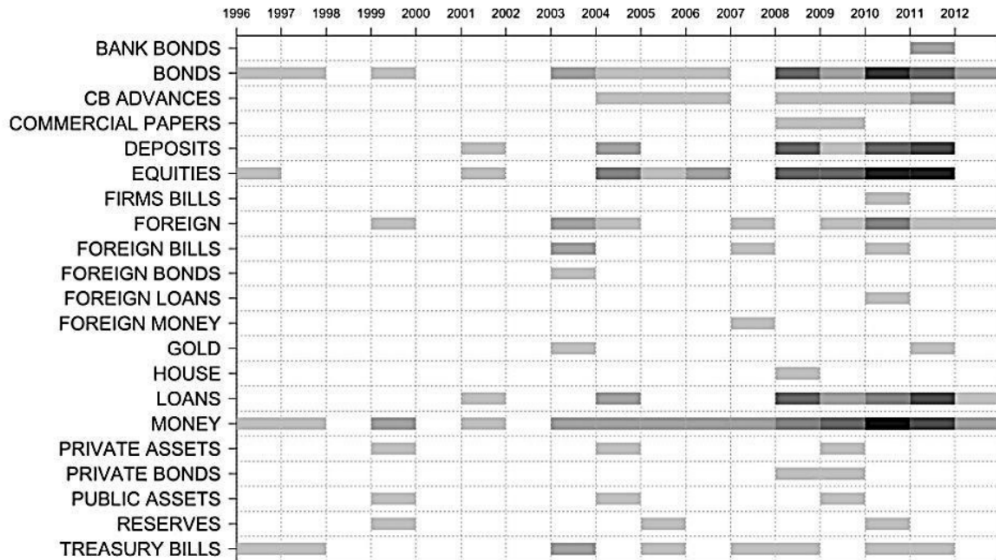 1996 1997 1998 1999 2000 2001 2002 2003 2004 2005 2006 2007 2008 2009 2010 2011 2012
BANK BONDS
BONDS
CB ADVANCES
COMMERCIAL PAPERS
DEPOSITS
EQUITIES
FIRMS BILLS
FOREIGN
FOREIGN BILLS
FOREIGN BONDS
FOREIGN LOANS
FOREIGN MONEY
GOLD
HOUSE
LOANS
MONEY
PRIVATE ASSETS
PRIVATE BONDS
PUBLIC ASSETS
RESERVES
TREASURY BILLS